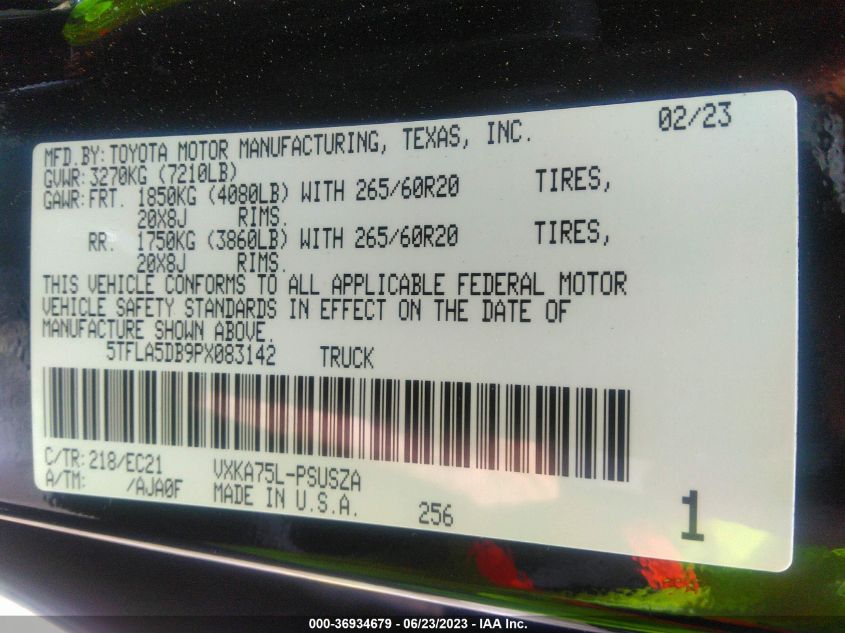 02/23
MFD.BY: TOYOTA MOTOR MANUFACTURING, TEXAS, INC.
GVWR: 3270KG (7210LB)
GAWR: FRT. 1850KG (4080LB) WITH 265/60R20 TIRES,
20X8J RIMS.
RR. 1750KG (3860LB) WITH 265/60R20 TIRES,
20X8J RIMS.
THIS VEHICLE CONFORMS TO ALL APPLICABLE FEDERAL MOTOR
VEHICLE SAFETY STANDARDS IN EFFECT ON THE DATE OF
MANUFACTURE SHOWN ABOVE.
5TFLA5DB9PX083142 TRUCK
C/TR: 218/EC21 VXKA75L-PSUSZA
A/TM: /AJA0F MADE IN U.S.A. 256 1
000-36934679 / 06/23/2023 - IAA Inc.